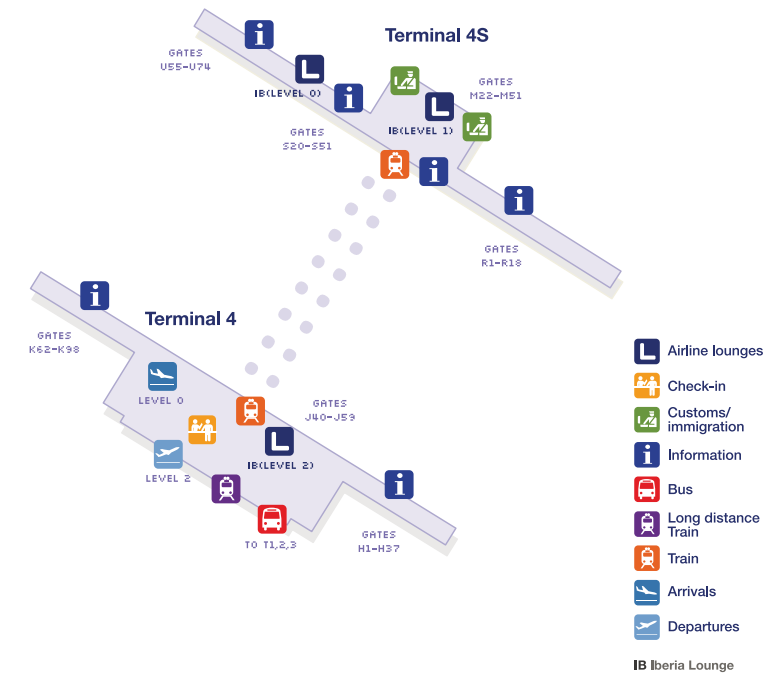 Terminal 4S
GATES
U55-U74
IB(LEVEL 0)
GATES
M22-M51
IB(LEVEL 1)
GATES
S20-S51
GATES
R1-R18
Terminal 4
GATES
K62-K98
LEVEL 0
GATES
J40-J59
IB(LEVEL 2)
LEVEL 2
TO T1,2,3
GATES
H1-H37
Airline lounges
Check-in
Customs/
immigration
Information
Bus
Long distance
Train
Train
Arrivals
Departures
IB Iberia Lounge